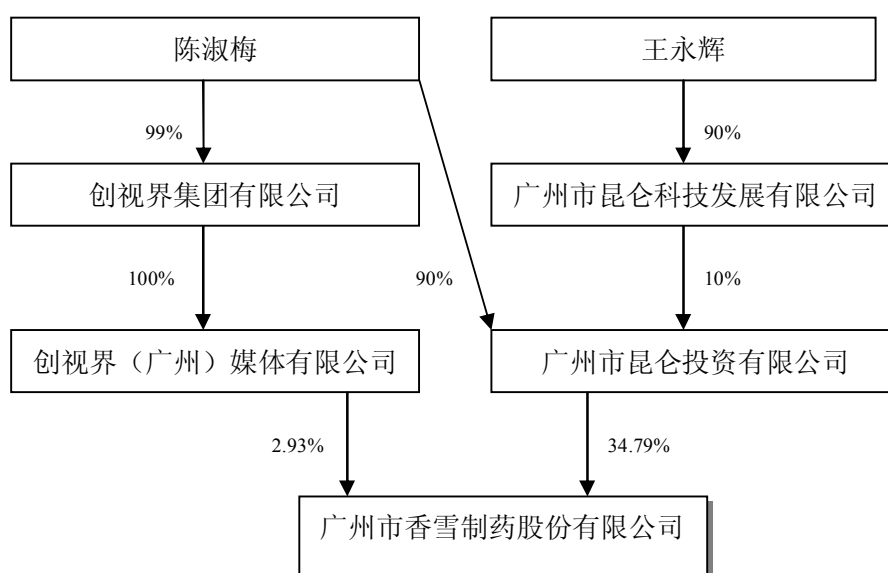 陈淑梅
王永辉
99%
90%
创视界集团有限公司
广州市昆仑科技发展有限公司
100%
90%
10%
创视界（广州）媒体有限公司
广州市昆仑投资有限公司
2.93%
34.79%
广州市香雪制药股份有限公司